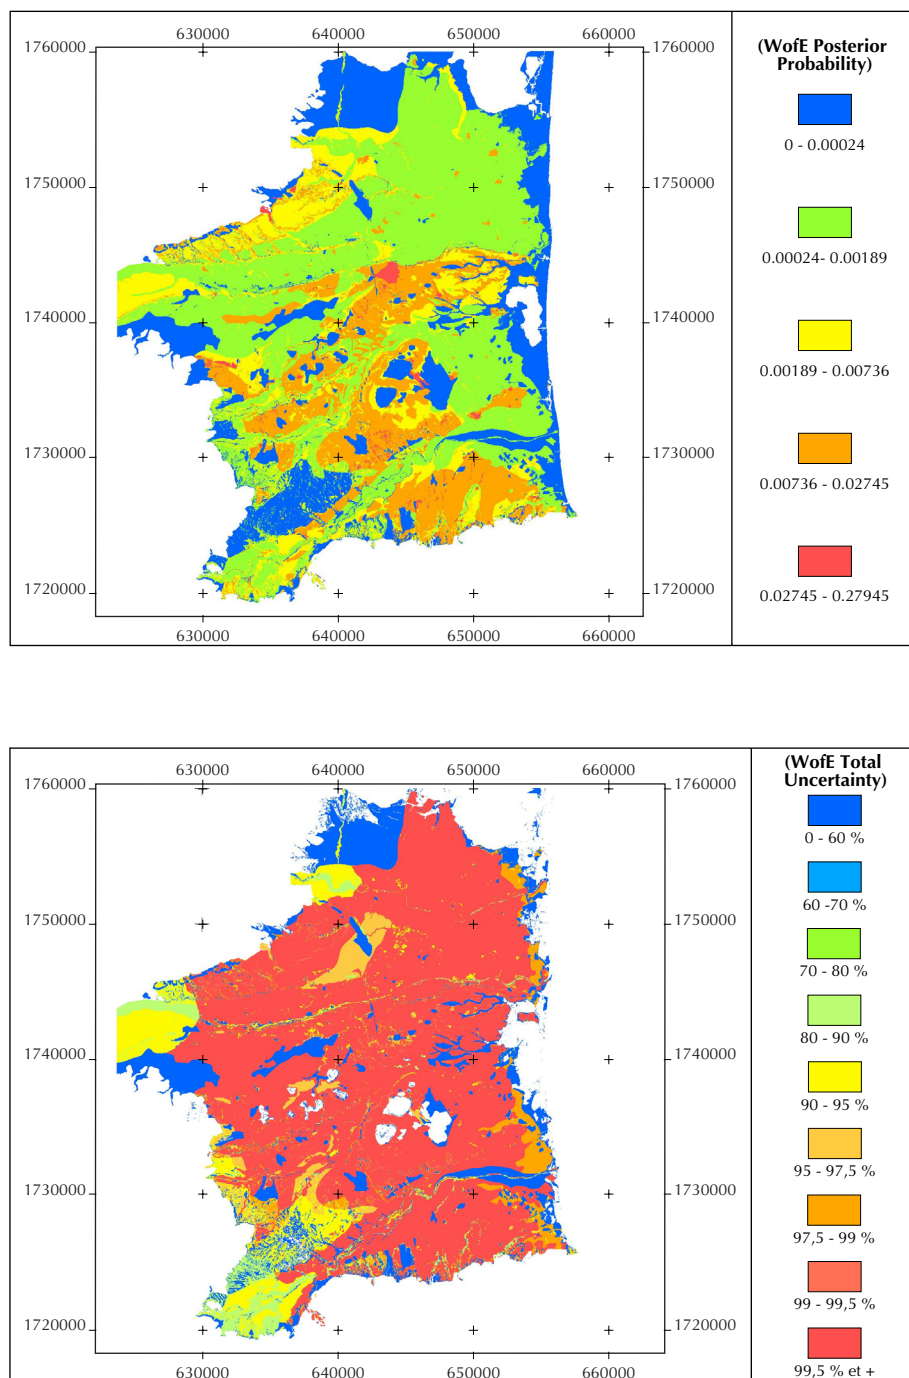 630000 640000 650000 660000
1760000 1760000
1750000 1750000
1740000 1740000
1730000 1730000
1720000 1720000
630000 640000 650000 660000
(WofE Posterior
Probability)
0 - 0.00024
0.00024- 0.00189
0.00189 - 0.00736
0.00736 - 0.02745
0.02745 - 0.27945
630000 640000 650000 660000
1760000 1760000
1750000 1750000
1740000 1740000
1730000 1730000
1720000 1720000
630000 640000 650000 660000
(WofE Total
Uncertainty)
0 - 60 %
60 -70 %
70 - 80 %
80 - 90 %
90 - 95 %
95 - 97,5 %
97,5 - 99 %
99 - 99,5 %
99,5 % et +